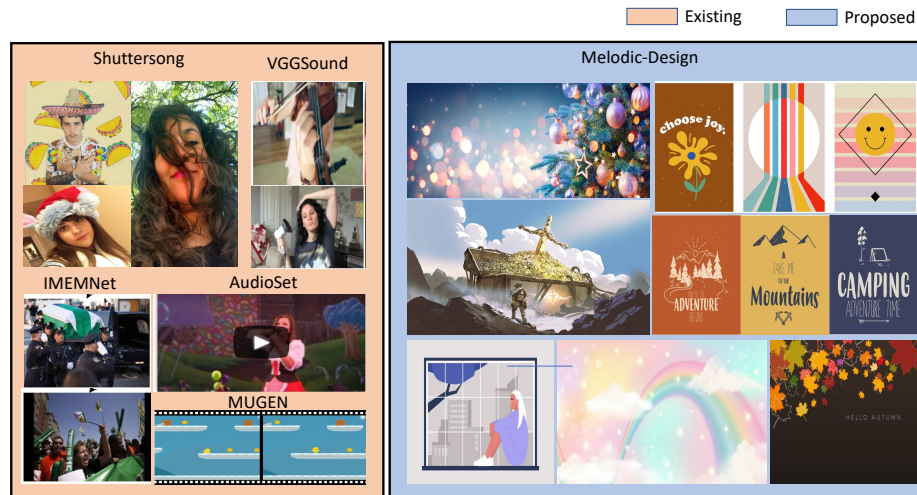 Existing
Proposed
Shuttersong
VGGSound
Melodic-Design
choose joy.
IMEMNet
AudioSet
MUGEN
ADVENTURE
BEGINS
TAKE ME
TO THE
Mountains
CAMPING
ADVENTURE TIME
HELLO AUTUMN